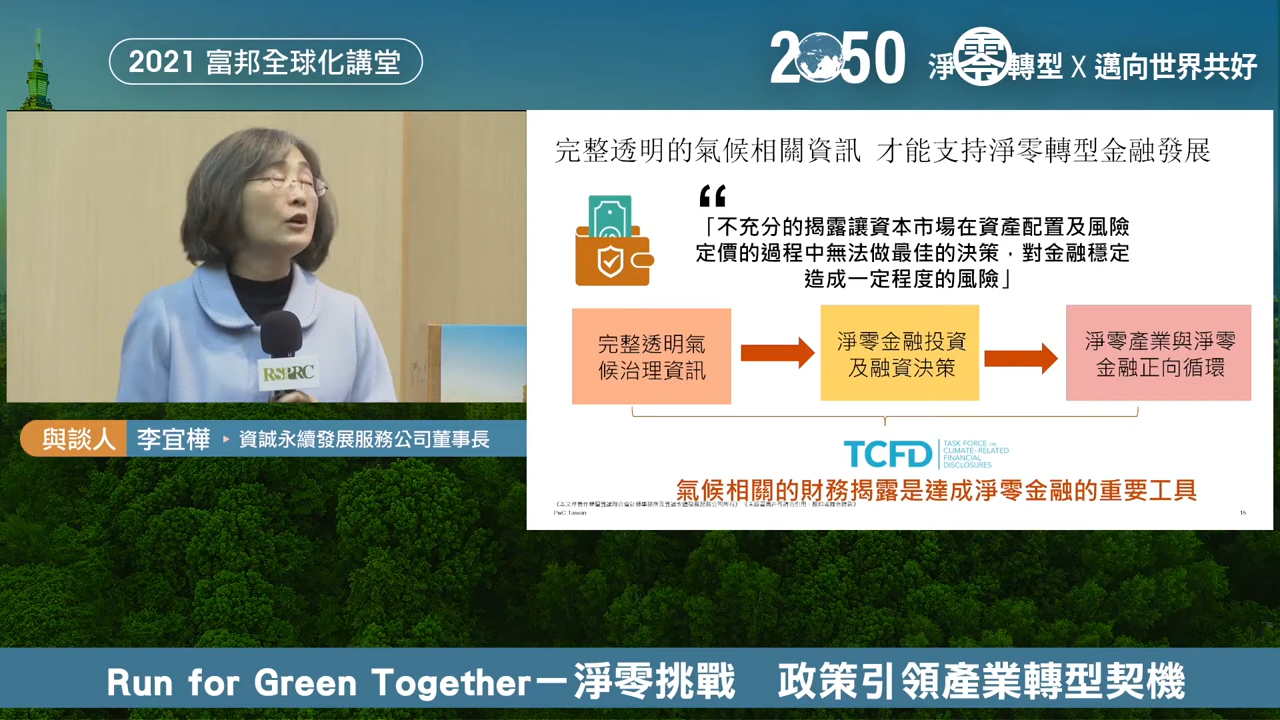 2021 富邦全球化講堂
2050 淨零轉型 X 邁向世界共好
完整透明的氣候相關資訊 才能支持淨零轉型金融發展
“
「不充分的揭露讓資本市場在資產配置及風險
定價的過程中無法做最佳的決策，對金融穩定
造成一定程度的風險」
完整透明氣
候治理資訊
淨零金融投資
及融資決策
淨零產業與淨零
金融正向循環
RSPRC
與談人 李宜樺 ▸ 資誠永續發展服務公司董事長
TCFD
TASK FORCE ON
CLIMATE-RELATED
FINANCIAL
DISCLOSURES
氣候相關的財務揭露是達成淨零金融的重要工具
PwC Taiwan
15
Run for Green Together－淨零挑戰 政策引領產業轉型契機